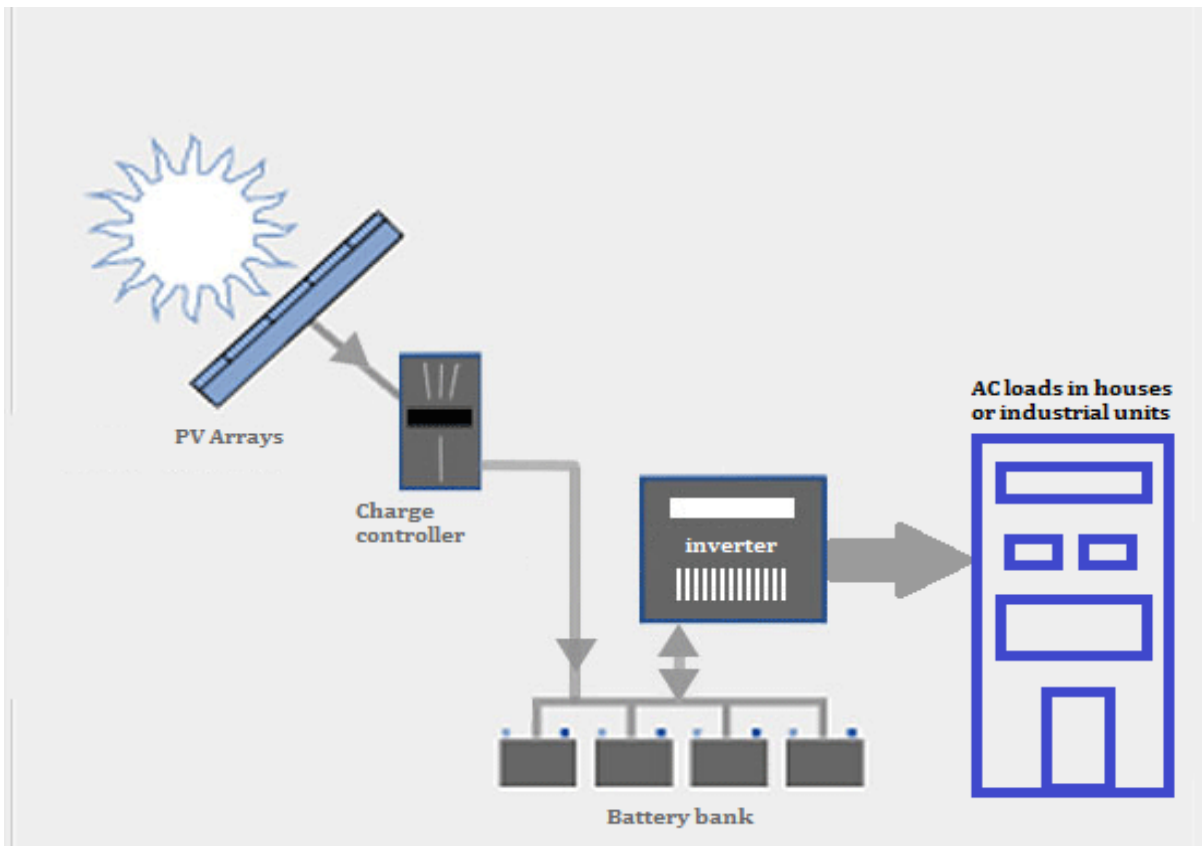 PV Arrays
Charge
controller
inverter
AC loads in houses
or industrial units
Battery bank